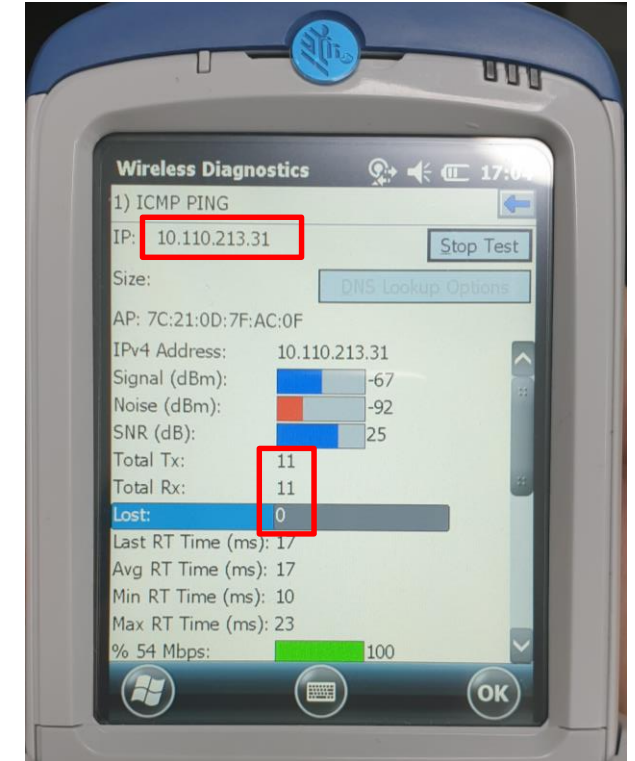 Wireless Diagnostics
1) ICMP PING
IP: 10.110.213.31
Stop Test
Size:
DNS Lookup Options
AP: 7C:21:0D:7F:AC:0F
IPv4 Address: 10.110.213.31
Signal (dBm): -67
Noise (dBm): -92
SNR (dB): 25
Total Tx: 11
Total Rx: 11
Lost: 0
Last RT Time (ms): 17
Avg RT Time (ms): 17
Min RT Time (ms): 10
Max RT Time (ms): 23
% 54 Mbps: 100
OK